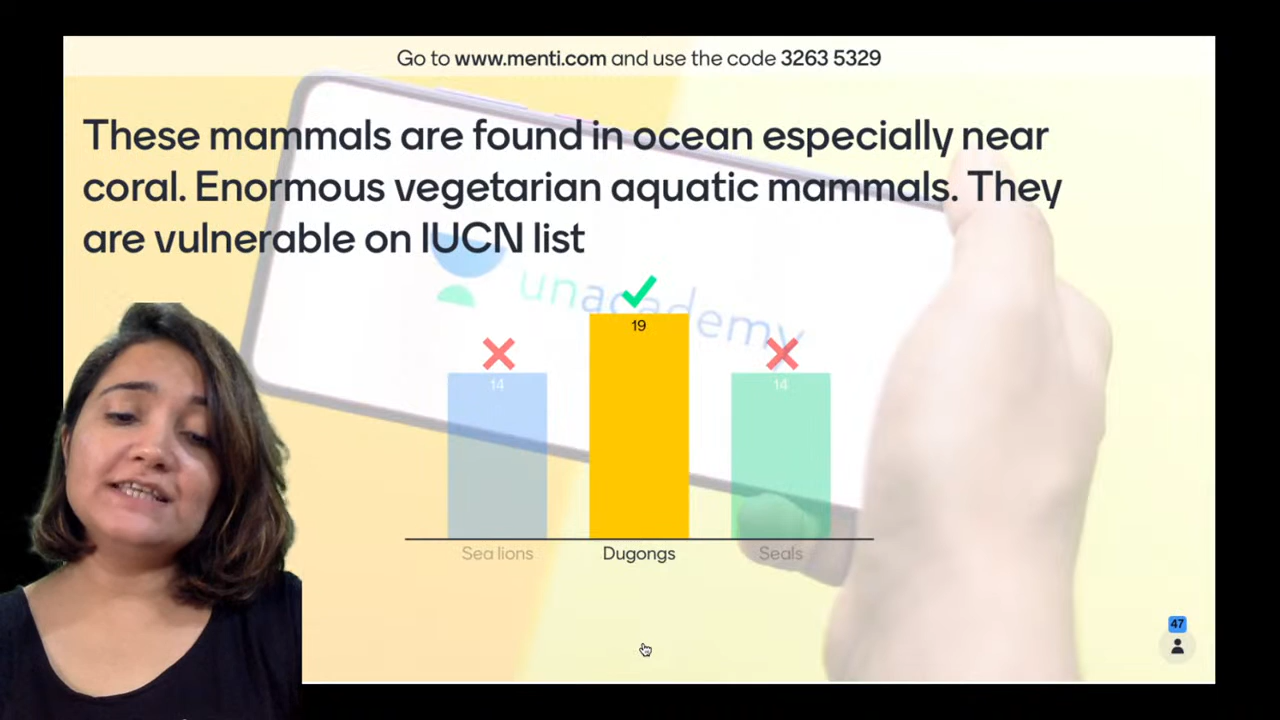 Go to www.menti.com and use the code 3263 5329
These mammals are found in ocean especially near
coral. Enormous vegetarian aquatic mammals. They
are vulnerable on IUCN list
unacademy
19
14
14
Sea lions
Dugongs
Seals
47